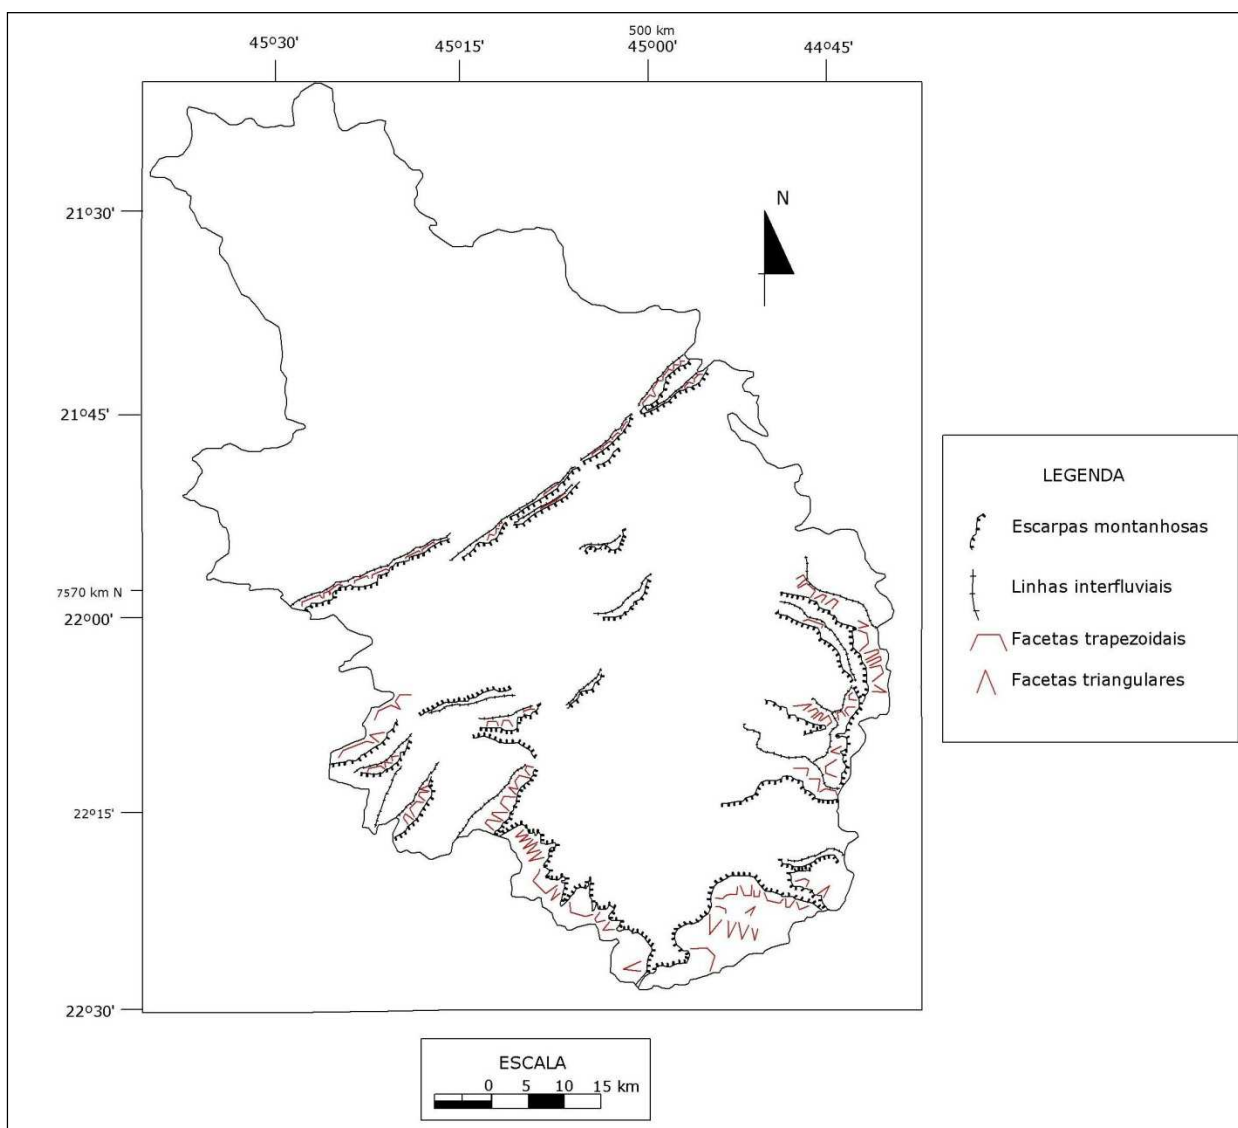 500 km
45º30' 45º15' 45º00' 44º45'
N
21º30'
21º45'
7570 km N
22º00'
22º15'
22º30'
LEGENDA
Escarpas montanhosas
Linhas interfluviais
Facetas trapezoidais
Facetas triangulares
ESCALA
0 5 10 15 km